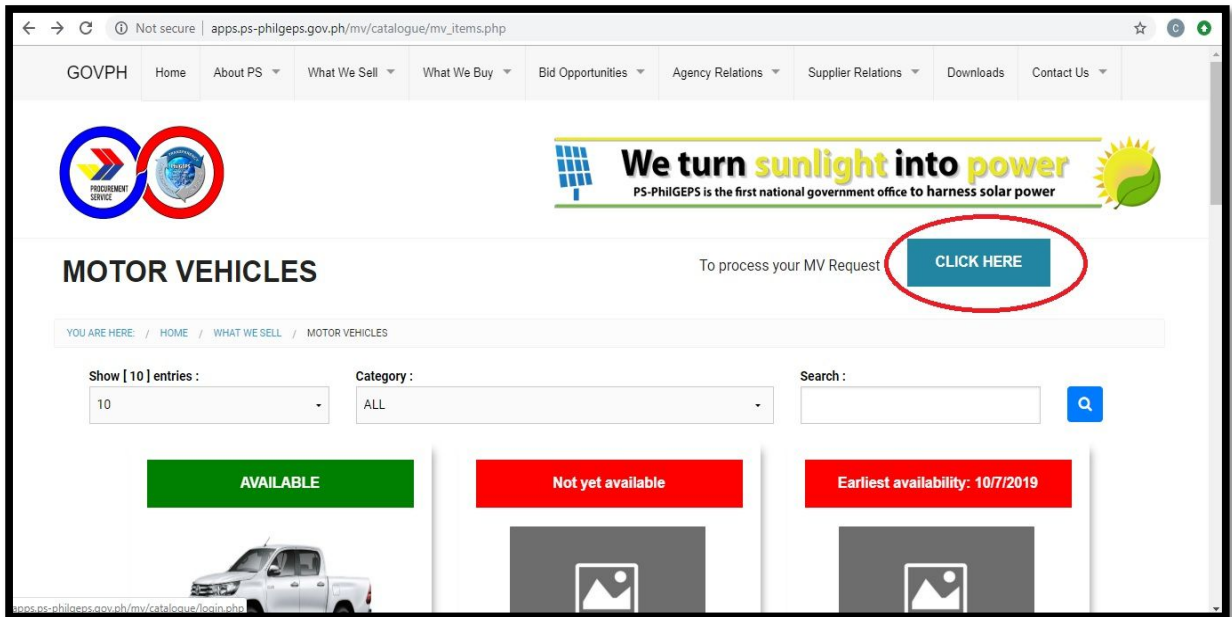 Not secure | apps.ps-philgeps.gov.ph/mv/catalogue/mv_items.php
C
GOVPH Home About PS What We Sell What We Buy Bid Opportunities Agency Relations Supplier Relations Downloads Contact Us
PROCUREMENT
SERVICE
PHILGEPS
We turn sunlight into power
PS-PhilGEPS is the first national government office to harness solar power
MOTOR VEHICLES
To process your MV Request
CLICK HERE
YOU ARE HERE: / HOME / WHAT WE SELL / MOTOR VEHICLES
Show [ 10 ] entries : Category : Search :
10 ALL
AVAILABLE Not yet available Earliest availability: 10/7/2019
apps.ps-philgeps.gov.ph/mv/catalogue/login.php